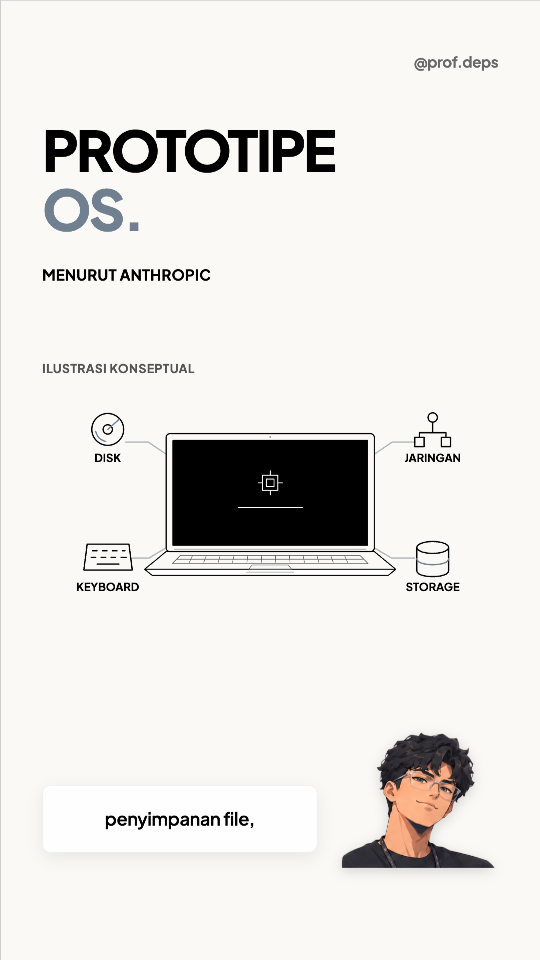 @prof.deps
PROTOTIPE
OS.
MENURUT ANTHROPIC
ILUSTRASI KONSEPTUAL
DISK
JARINGAN
KEYBOARD
STORAGE
penyimpanan file,